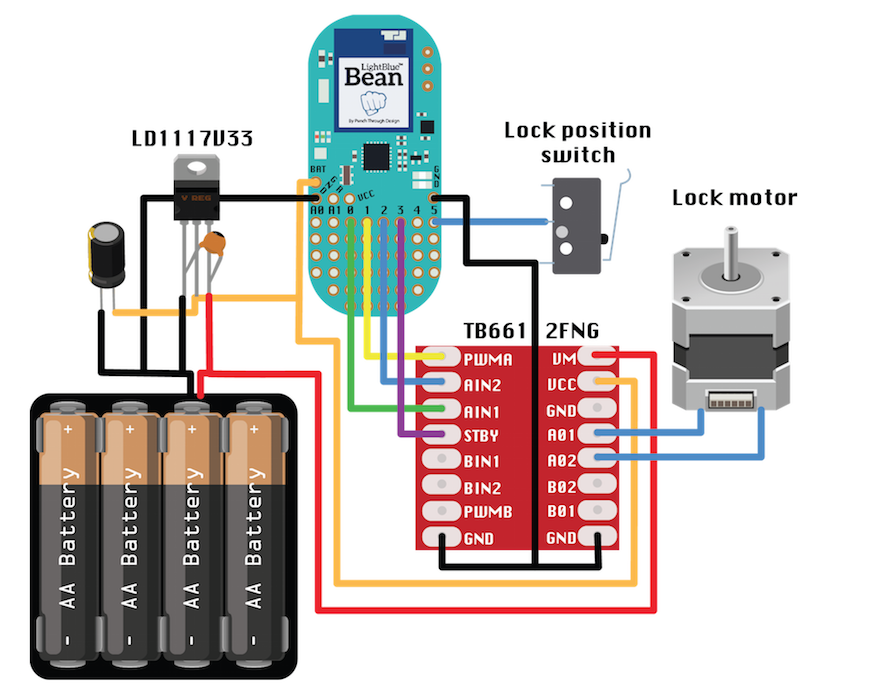 LightBlue™
Bean
by Punch Through Design
LD1117V33
V REG
BAT
GND
A
VCC
GND
A0 A1 0 1 2 3 4 5
Lock position
switch
Lock motor
TB661 2FNG
PWMA VM
AIN2 VCC
AIN1 GND
STBY A01
BIN1 A02
BIN2 B02
PWMB B01
GND GND
+ + + +
AA Battery
AA Battery
AA Battery
AA Battery
- - - -